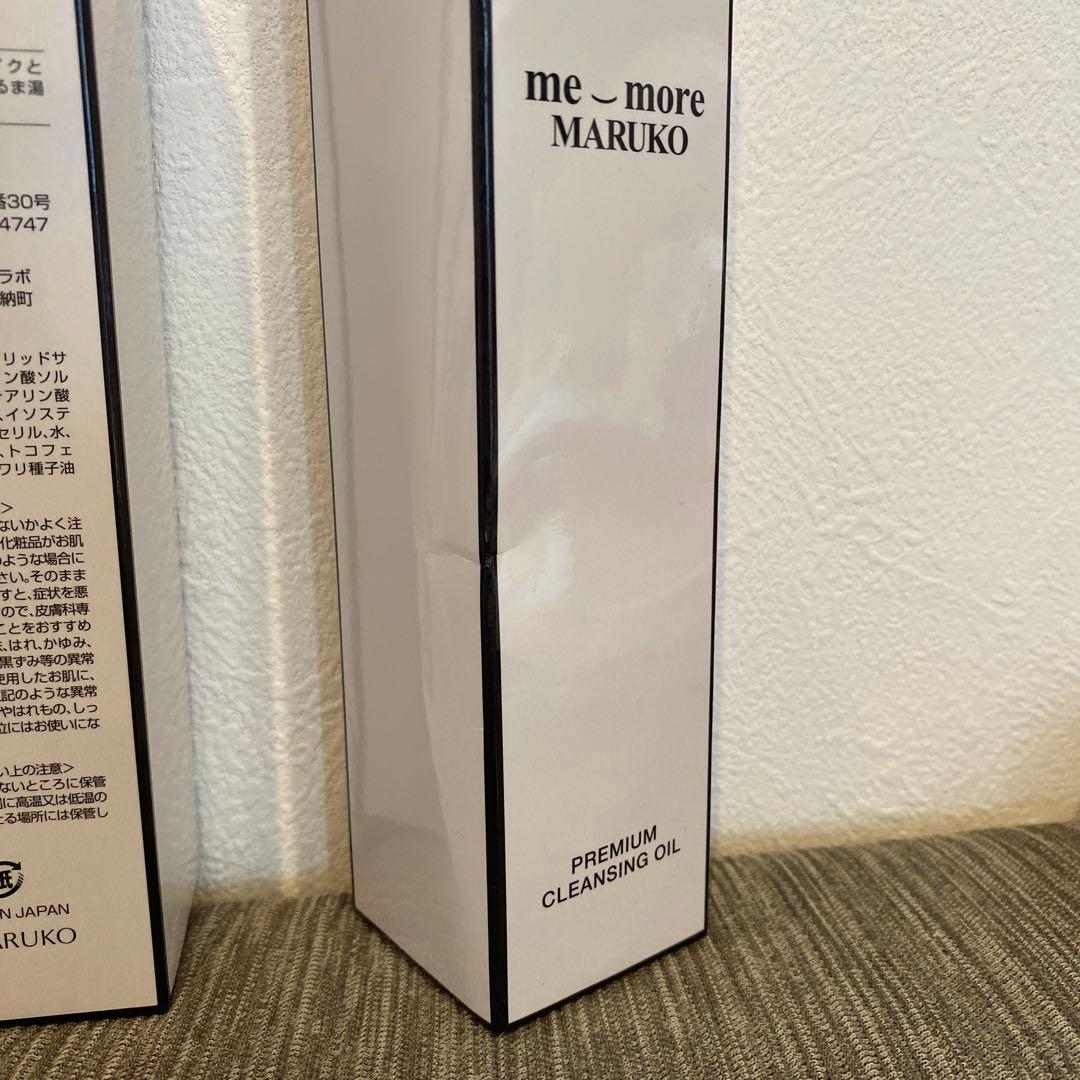 イクと
るま湯
番30号
4747
ラボ
納町
リッドサ
ン酸ソル
テアリン酸
、イソステ
セリル、水、
、トコフェ
ワリ種子油
>
ないかよく注
化粧品がお肌
のような場合に
さい。そのまま
すと、症状を悪
ので、皮膚科専
ことをおすすめ
み、はれ、かゆみ、
黒ずみ等の異常
使用したお肌に、
記のような異常
やはれもの、しっ
位にはお使いにな
い上の注意>
ないところに保管
に高温又は低温の
たる場所には保管し
紙
IN JAPAN
ARUKO
me more
MARUKO
PREMIUM
CLEANSING OIL